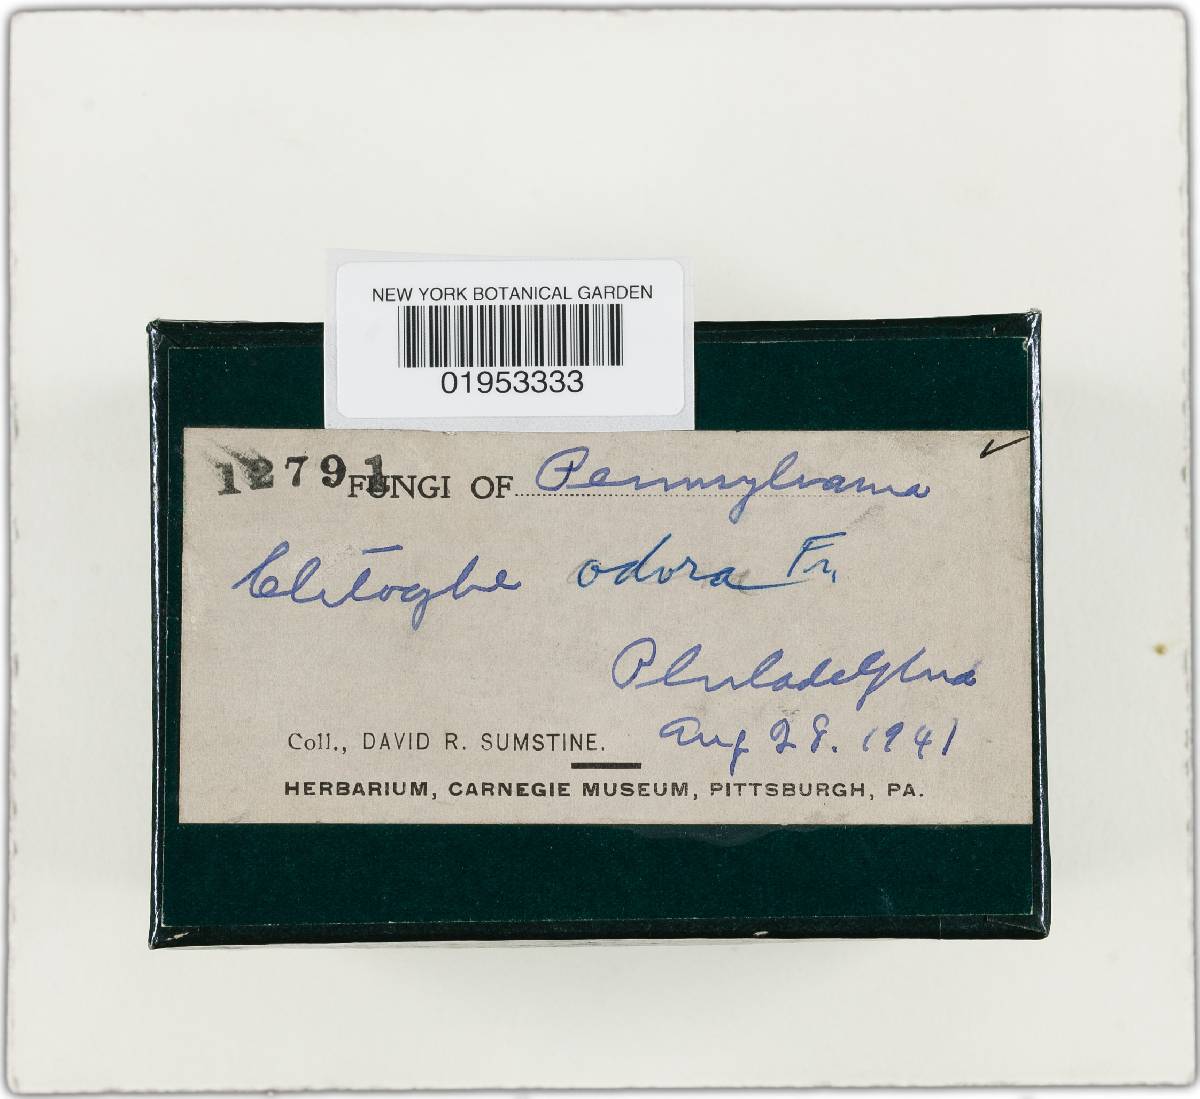 NEW YORK BOTANICAL GARDEN
01953333
12791
FUNGI OF Pennsylvania
Clitocybe odora Fr.
Philadelphia
Coll., DAVID R. SUMSTINE. Aug 28. 1941
HERBARIUM, CARNEGIE MUSEUM, PITTSBURGH, PA.